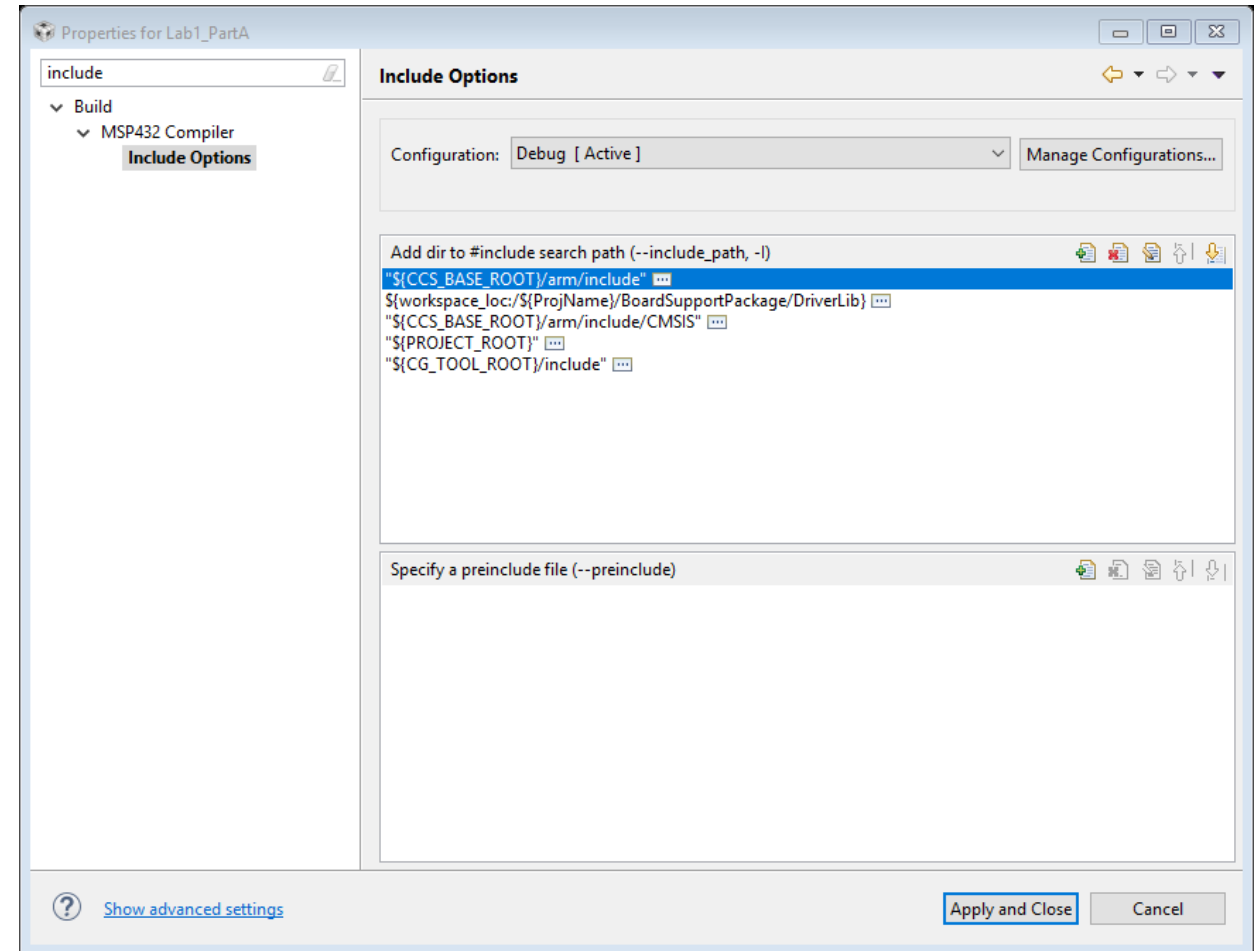 Properties for Lab1_PartA
include
Build
MSP432 Compiler
Include Options
Include Options
Configuration: Debug [ Active ] Manage Configurations...
Add dir to #include search path (--include_path, -I)
"${CCS_BASE_ROOT}/arm/include"
${workspace_loc:/${ProjName}/BoardSupportPackage/DriverLib}
"${CCS_BASE_ROOT}/arm/include/CMSIS"
"${PROJECT_ROOT}"
"${CG_TOOL_ROOT}/include"
Specify a preinclude file (--preinclude)
Show advanced settings
Apply and Close Cancel